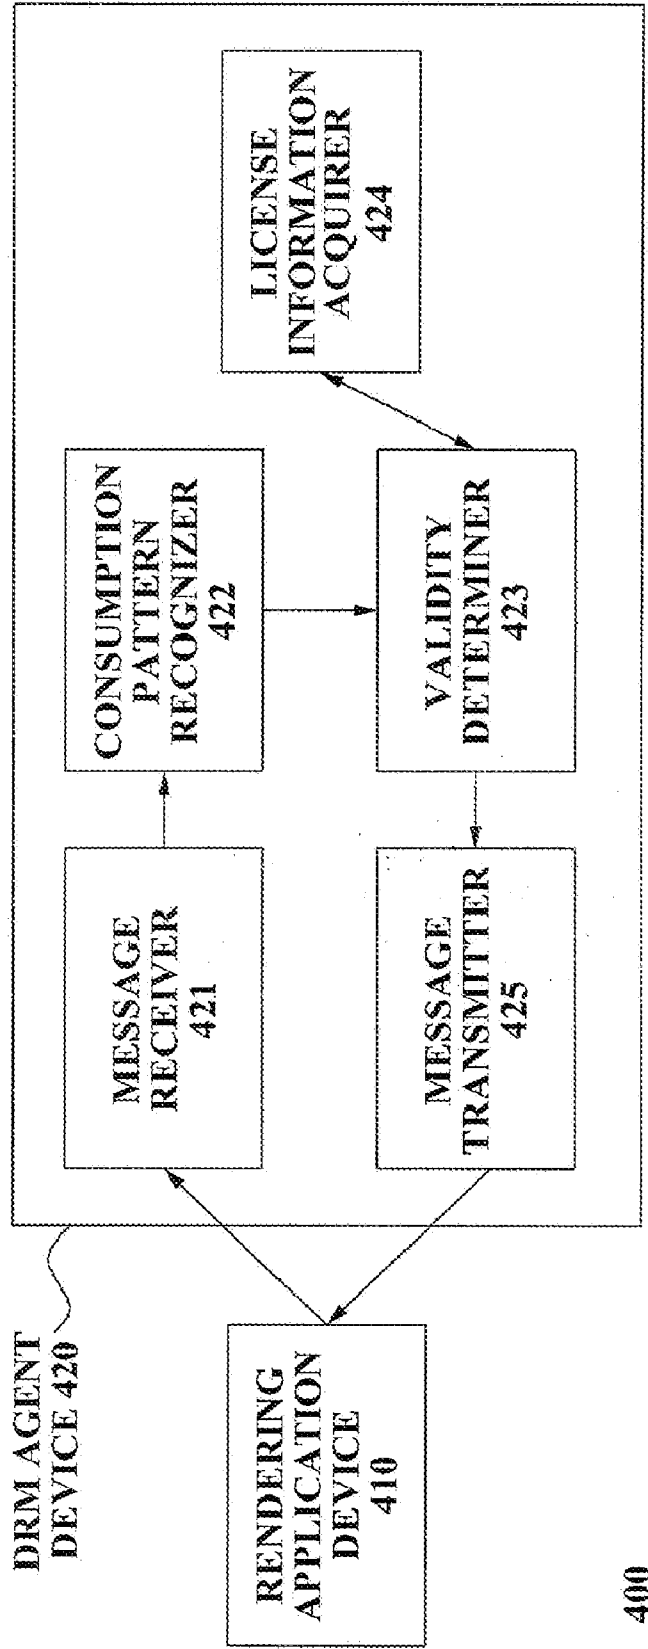 DRM AGENT
DEVICE 420
RENDERING
APPLICATION
DEVICE
410
MESSAGE
RECEIVER
421
CONSUMPTION
PATTERN
RECOGNIZER
422
MESSAGE
TRANSMITTER
425
VALIDITY
DETERMINER
423
LICENSE
INFORMATION
ACQUIRER
424
400